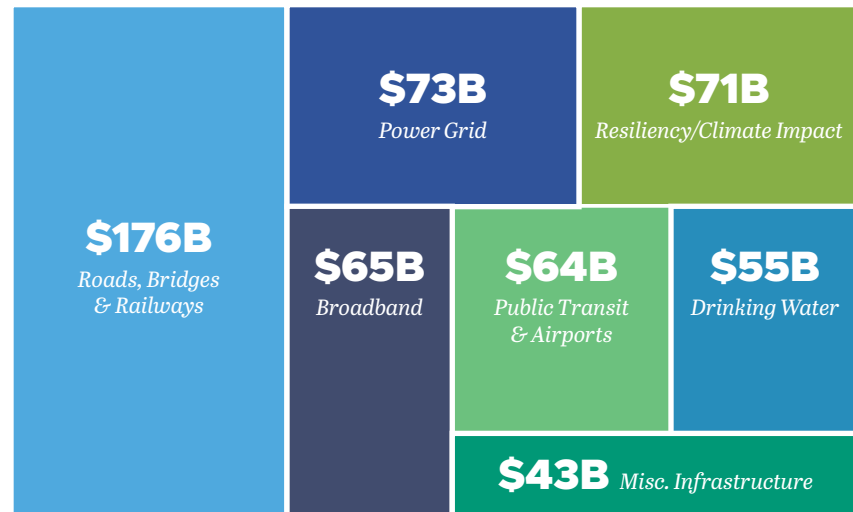 $176B
Roads, Bridges
& Railways
$73B
Power Grid
$71B
Resiliency/Climate Impact
$65B
Broadband
$64B
Public Transit
& Airports
$55B
Drinking Water
$43B Misc. Infrastructure